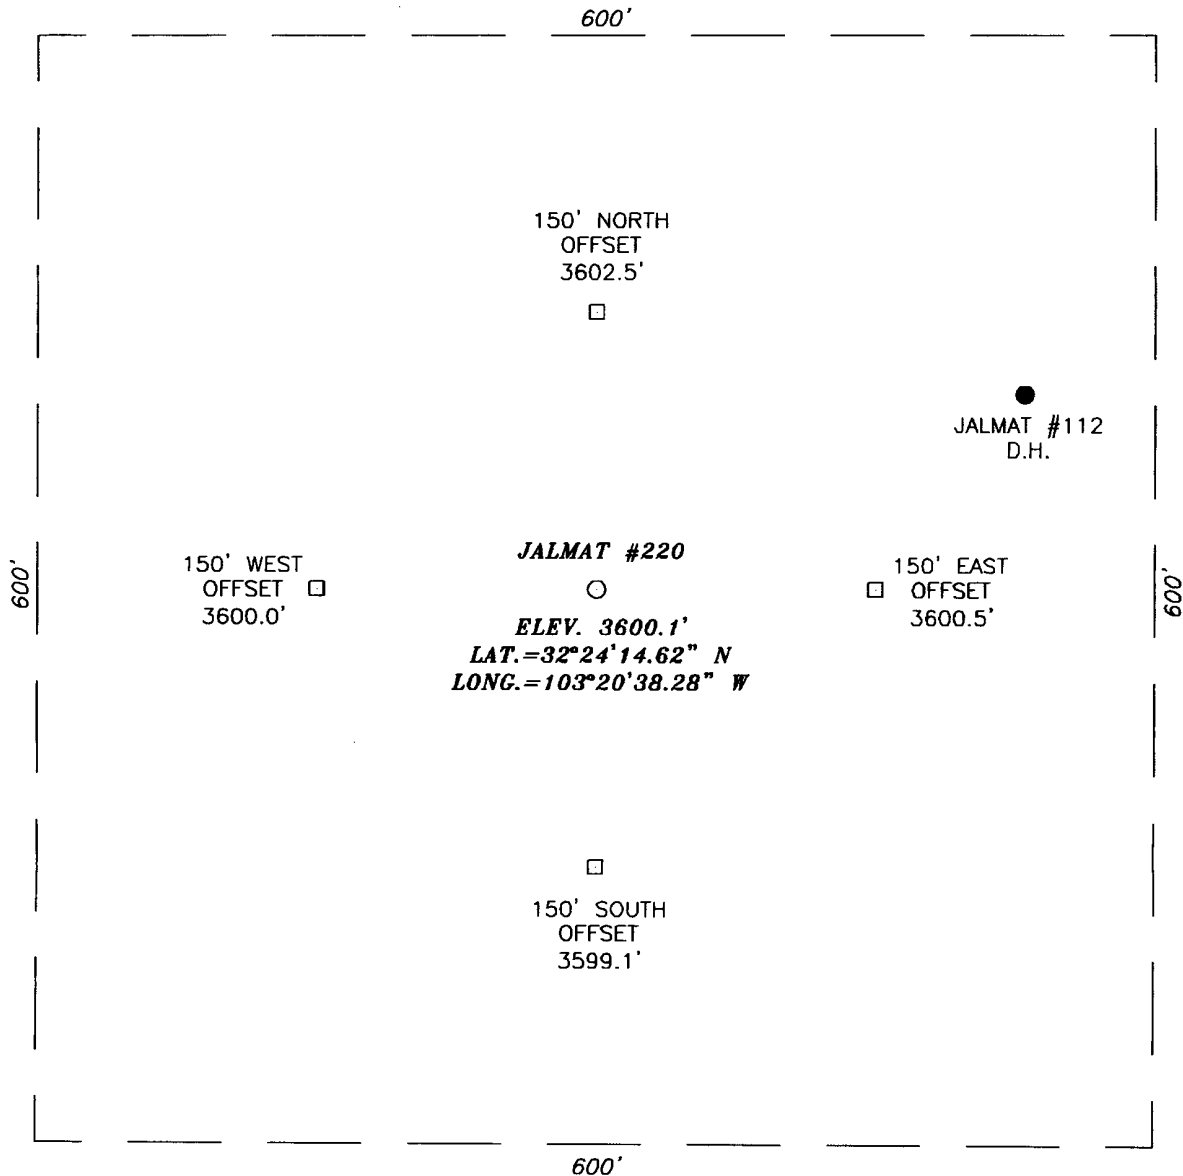 600'
150' NORTH
OFFSET
3602.5'
JALMAT #112
D.H.
600'
150' WEST
OFFSET
3600.0'
JALMAT #220
ELEV. 3600.1'
LAT.=32°24'14.62" N
LONG.=103°20'38.28" W
150' EAST
OFFSET
3600.5'
600'
150' SOUTH
OFFSET
3599.1'
600'